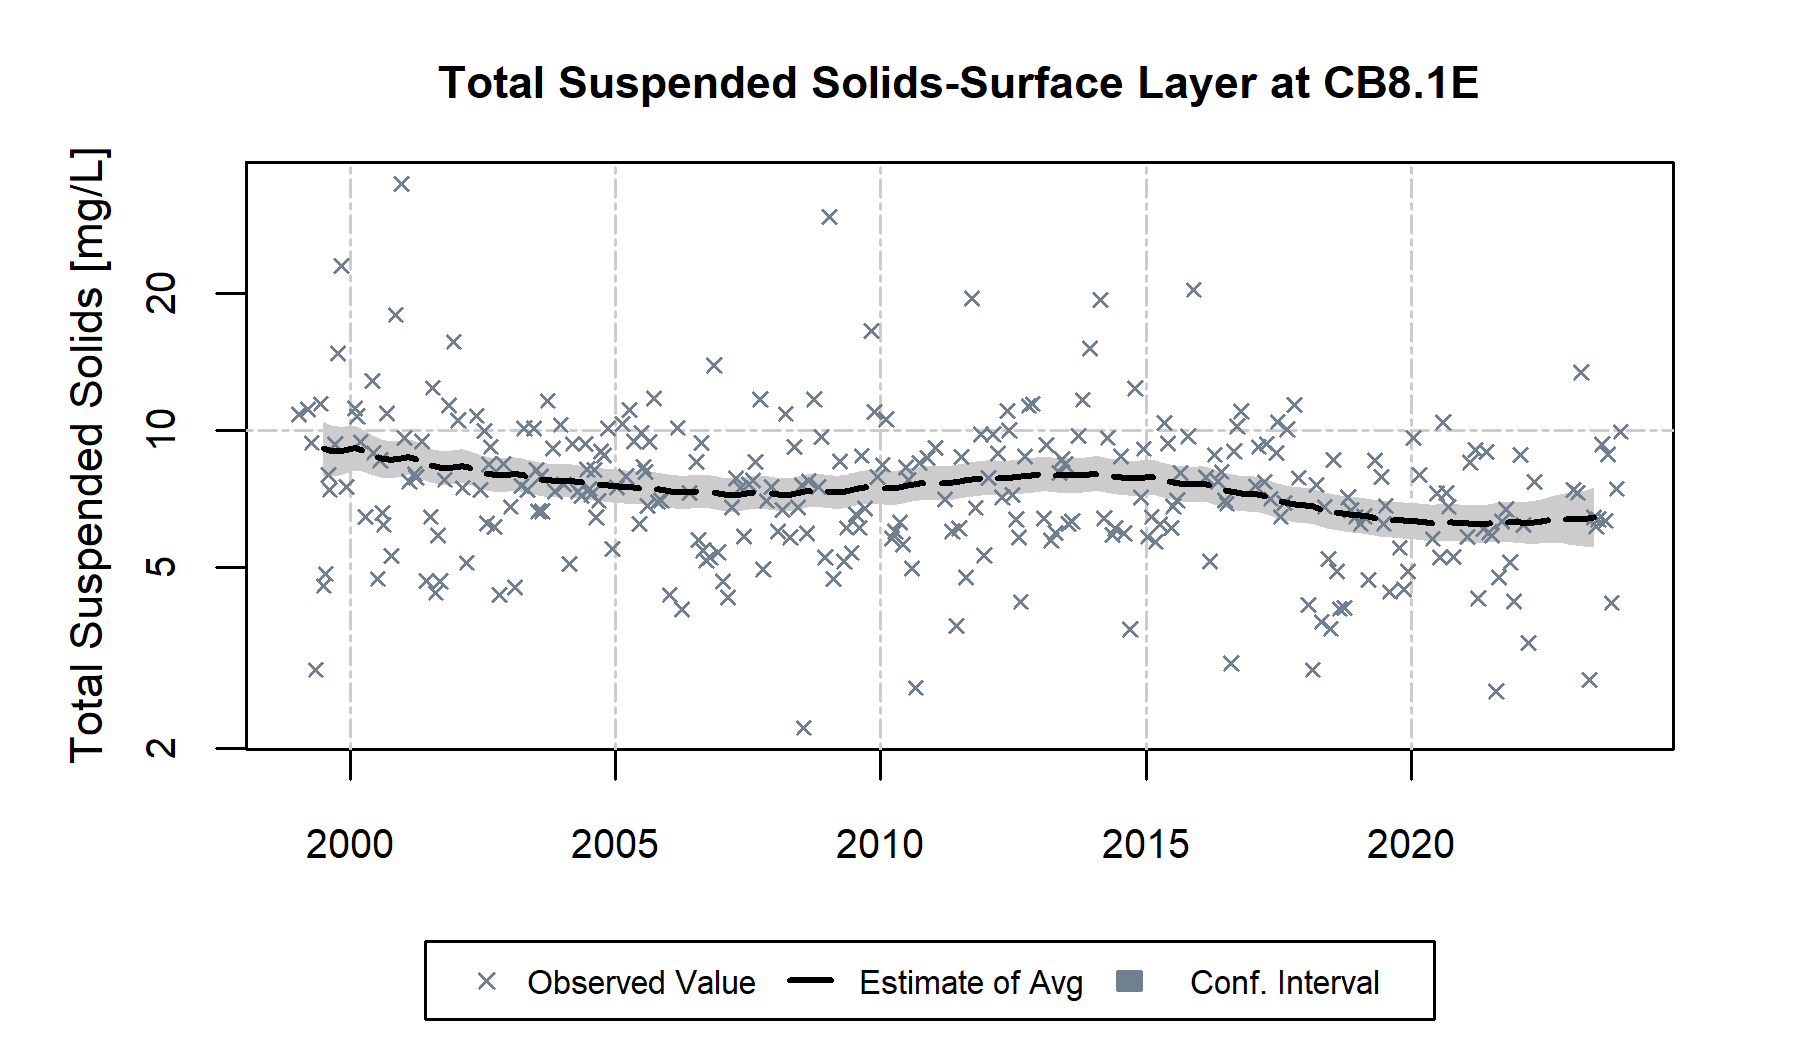 Total Suspended Solids-Surface Layer at CB8.1E
Total Suspended Solids [mg/L]
20
10
5
2
2000 2005 2010 2015 2020
Observed Value Estimate of Avg Conf. Interval